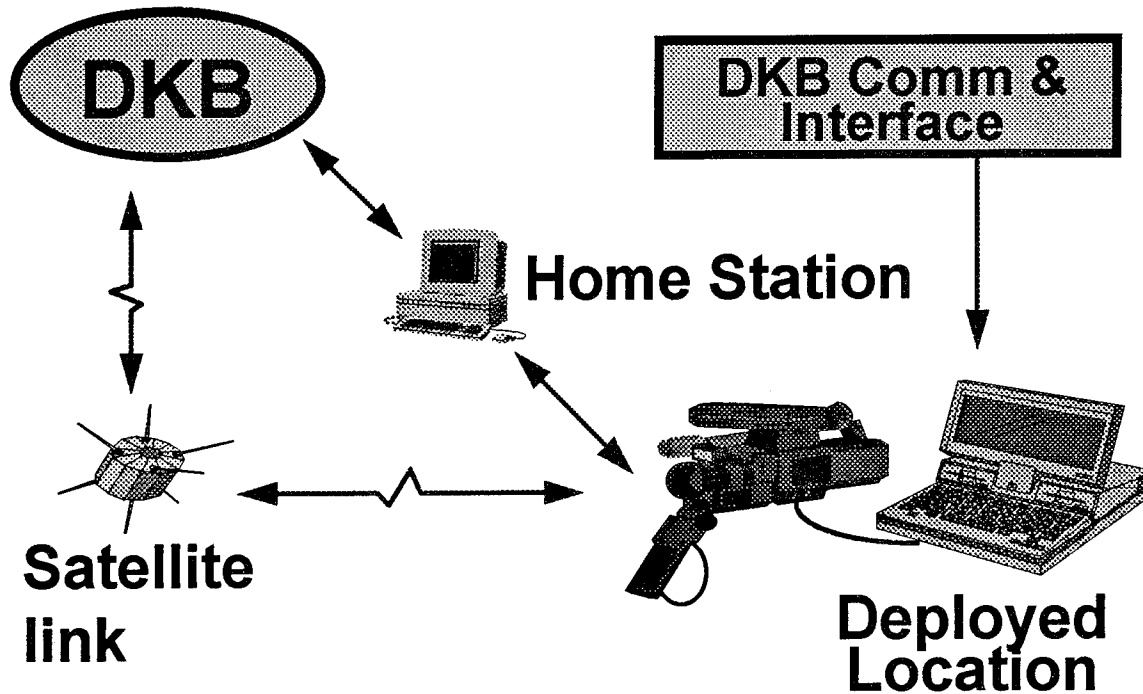 DKB
DKB Comm &
Interface
Home Station
Satellite
link
Deployed
Location